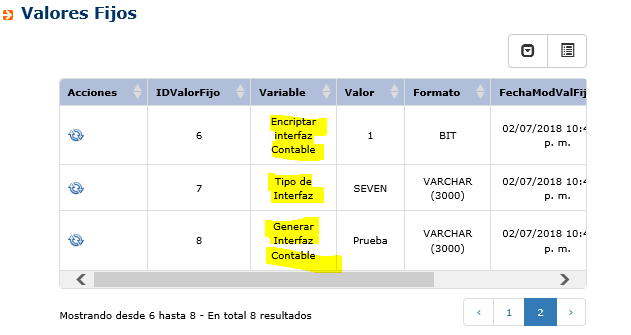 Valores Fijos
Acciones IDValorFijo Variable Valor Formato FechaModValFij
6 Encriptar interfaz Contable 1 BIT 02/07/2018 10:4 p. m.
7 Tipo de Interfaz SEVEN VARCHAR (3000) 02/07/2018 10:4 p. m.
8 Generar Interfaz Contable Prueba VARCHAR (3000) 02/07/2018 10:4 p. m.
Mostrando desde 6 hasta 8 - En total 8 resultados
‹ 1 2 ›